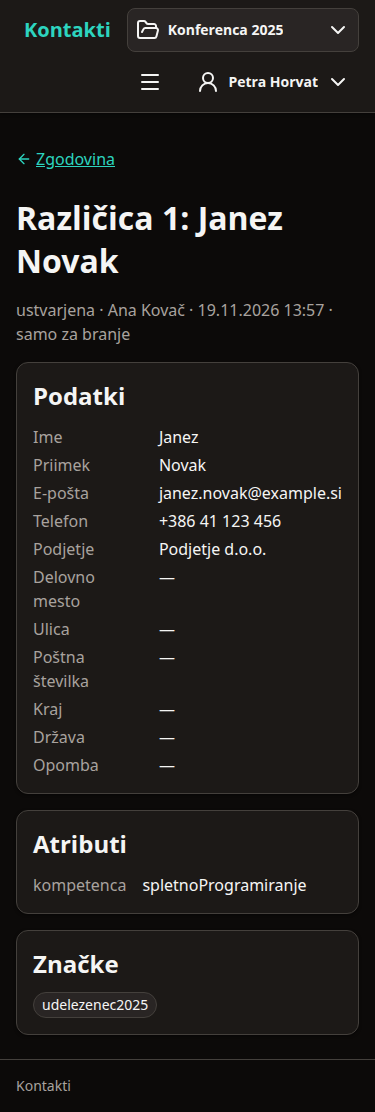 Kontakti
Konferenca 2025
Petra Horvat
← Zgodovina
Različica 1: Janez
Novak
ustvarjena · Ana Kovač · 19.11.2026 13:57 ·
samo za branje
Podatki
Ime Janez
Priimek Novak
E-pošta janez.novak@example.si
Telefon +386 41 123 456
Podjetje Podjetje d.o.o.
Delovno —
mesto
Ulica —
Poštna —
številka
Kraj —
Država —
Opomba —
Atributi
kompetenca spletnoProgramiranje
Značke
udelezenec2025
Kontakti